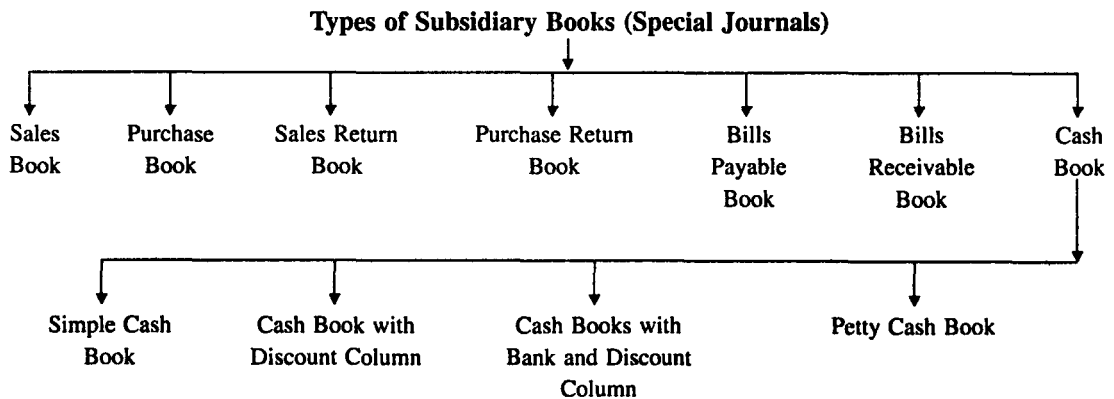 Types of Subsidiary Books (Special Journals)
Sales Book
Purchase Book
Sales Return Book
Purchase Return Book
Bills Payable Book
Bills Receivable Book
Cash Book
Simple Cash Book
Cash Book with Discount Column
Cash Books with Bank and Discount Column
Petty Cash Book